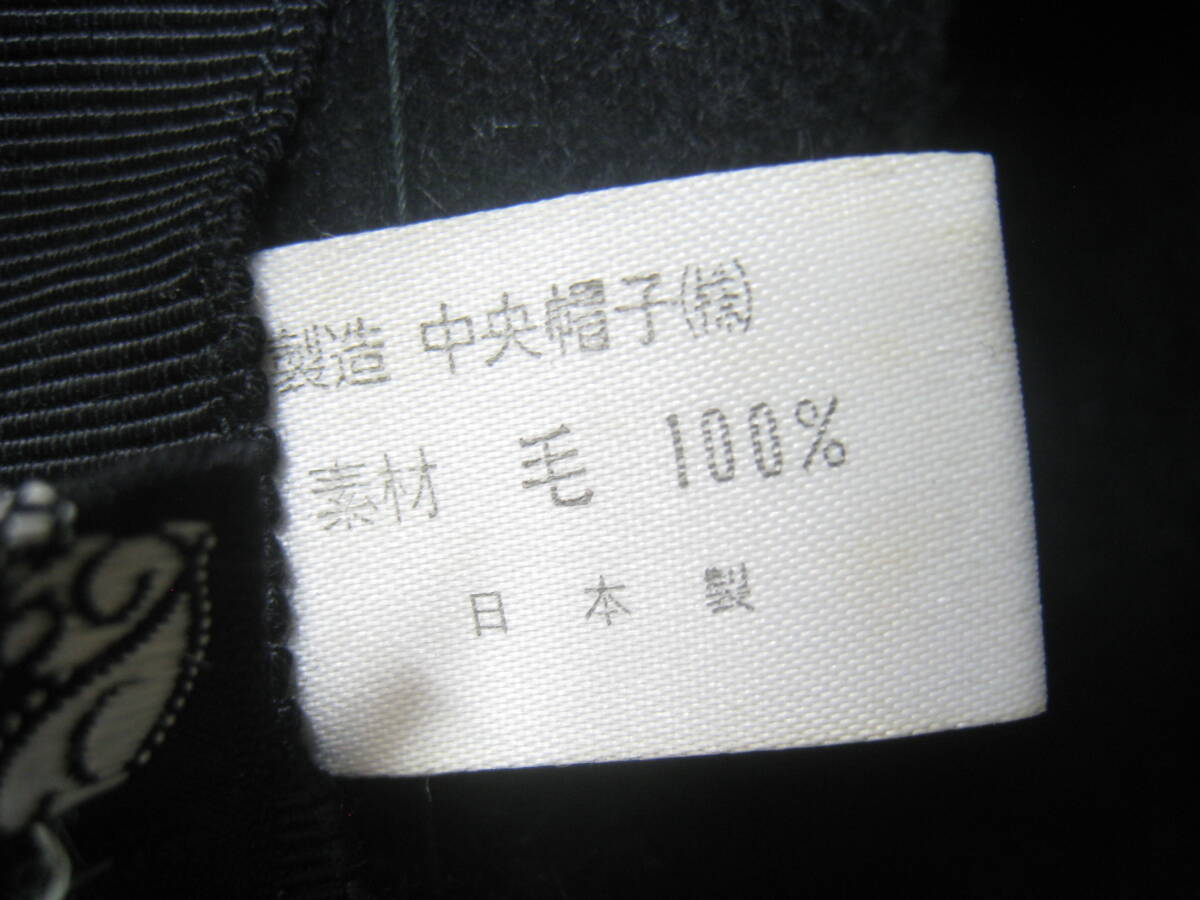 製造 中央帽子㈱
素材 毛 100%
日本製